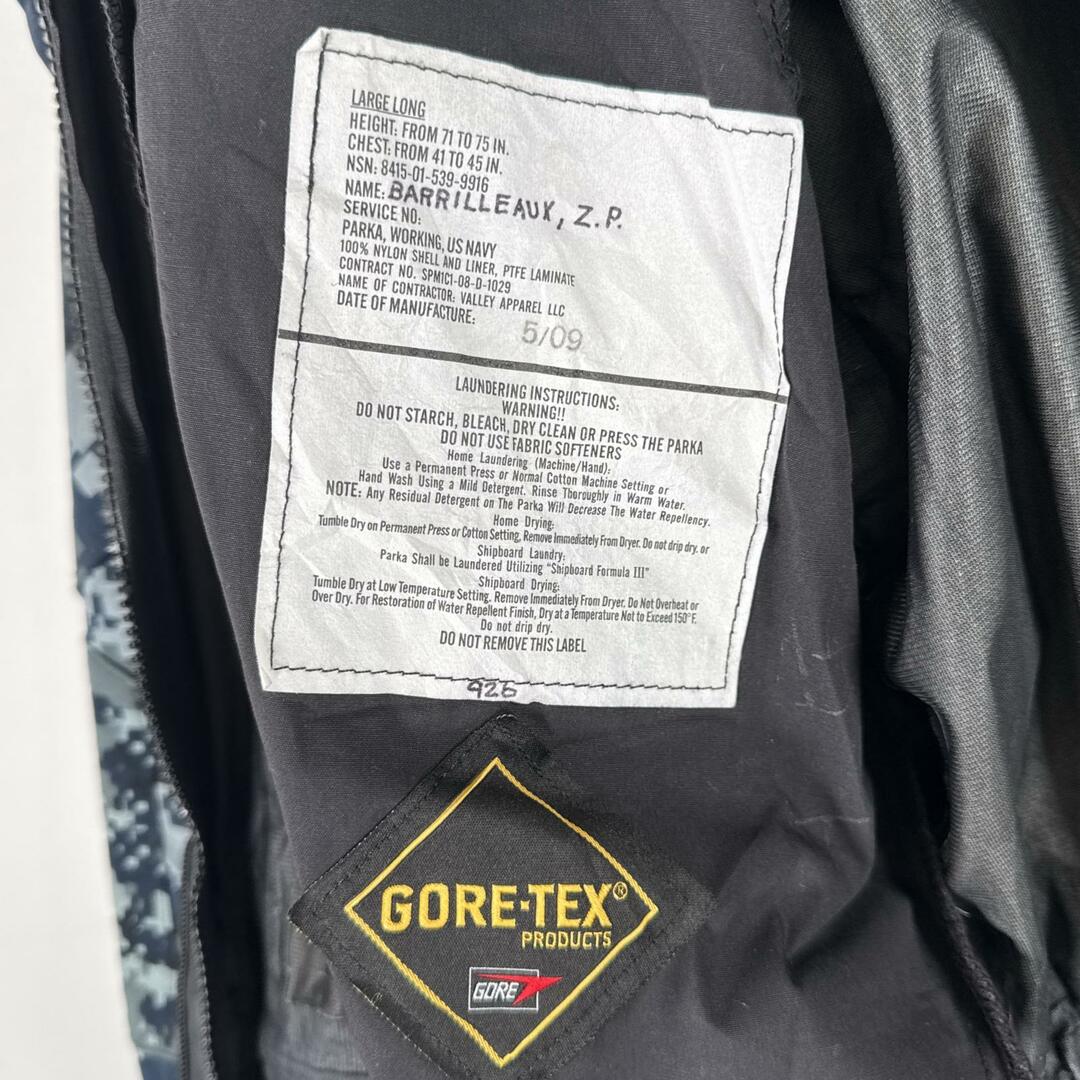 LARGE LONG
HEIGHT: FROM 71 TO 75 IN.
CHEST: FROM 41 TO 45 IN.
NSN: 8415-01-539-9916
NAME: BARRILLEAUX, Z.P.
SERVICE NO:
PARKA, WORKING, US NAVY
100% NYLON SHELL AND LINER, PTFE LAMINATE
CONTRACT NO. SPM1C1-08-D-1029
NAME OF CONTRACTOR: VALLEY APPAREL LLC
DATE OF MANUFACTURE: 5/09
LAUNDERING INSTRUCTIONS:
WARNING!!
DO NOT STARCH, BLEACH, DRY CLEAN OR PRESS THE PARKA
DO NOT USE FABRIC SOFTENERS
Home Laundering (Machine/Hand):
Use a Permanent Press or Normal Cotton Machine Setting or
Hand Wash Using a Mild Detergent. Rinse Thoroughly in Warm Water.
NOTE: Any Residual Detergent on The Parka Will Decrease The Water Repellency.
Home Drying:
Tumble Dry on Permanent Press or Cotton Setting, Remove Immediately From Dryer. Do not drip dry. or
Shipboard Laundry:
Parka Shall be Laundered Utilizing "Shipboard Formula III"
Shipboard Drying:
Tumble Dry at Low Temperature Setting. Remove Immediately From Dryer. Do Not Overheat or
Over Dry. For Restoration of Water Repellent Finish, Dry at a Temperature Not to Exceed 150°F.
Do not drip dry.
DO NOT REMOVE THIS LABEL
926
GORE-TEX®
PRODUCTS
GORE